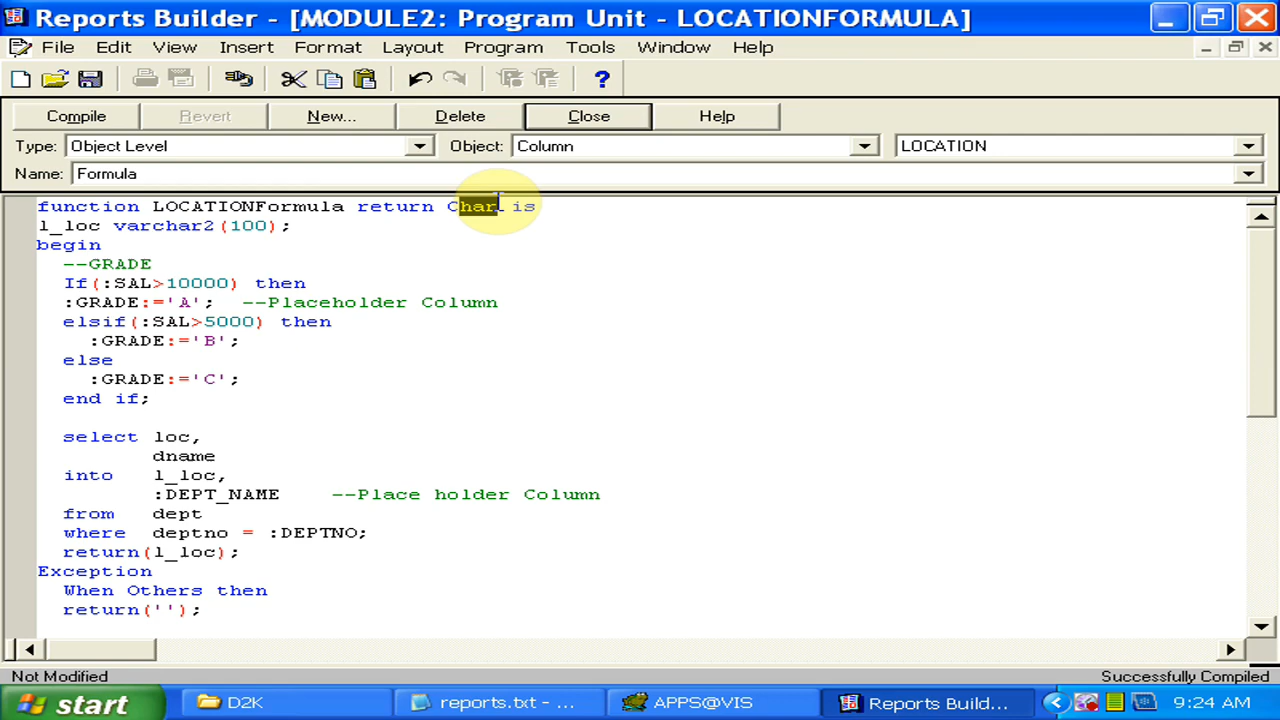 Reports Builder - [MODULE2: Program Unit - LOCATIONFORMULA]
File Edit View Insert Format Layout Program Tools Window Help
Compile Revert New... Delete Close Help
Type: Object Level Object: Column LOCATION
Name: Formula
function LOCATIONFormula return Char is
l_loc varchar2(100);
begin
--GRADE
If(:SAL>10000) then
:GRADE:='A'; --Placeholder Column
elsif(:SAL>5000) then
:GRADE:='B';
else
:GRADE:='C';
end if;
select loc,
dname
into l_loc,
:DEPT_NAME --Place holder Column
from dept
where deptno = :DEPTNO;
return(l_loc);
Exception
When Others then
return('');
Not Modified Successfully Compiled
start D2K reports.txt - ... APPS@VIS Reports Build... 9:24 AM